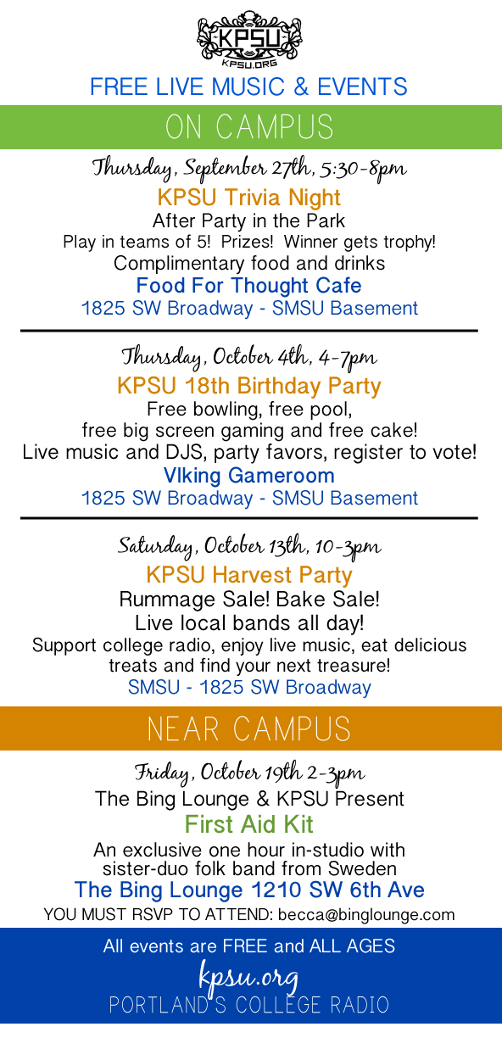 KPSU
KPSU.ORG
FREE LIVE MUSIC & EVENTS
ON CAMPUS
Thursday, September 27th, 5:30-8pm
KPSU Trivia Night
After Party in the Park
Play in teams of 5! Prizes! Winner gets trophy!
Complimentary food and drinks
Food For Thought Cafe
1825 SW Broadway - SMSU Basement
Thursday, October 4th, 4-7pm
KPSU 18th Birthday Party
Free bowling, free pool,
free big screen gaming and free cake!
Live music and DJS, party favors, register to vote!
VIking Gameroom
1825 SW Broadway - SMSU Basement
Saturday, October 13th, 10-3pm
KPSU Harvest Party
Rummage Sale! Bake Sale!
Live local bands all day!
Support college radio, enjoy live music, eat delicious
treats and find your next treasure!
SMSU - 1825 SW Broadway
NEAR CAMPUS
Friday, October 19th 2-3pm
The Bing Lounge & KPSU Present
First Aid Kit
An exclusive one hour in-studio with
sister-duo folk band from Sweden
The Bing Lounge 1210 SW 6th Ave
YOU MUST RSVP TO ATTEND: becca@binglounge.com
All events are FREE and ALL AGES
kpsu.org
PORTLAND'S COLLEGE RADIO